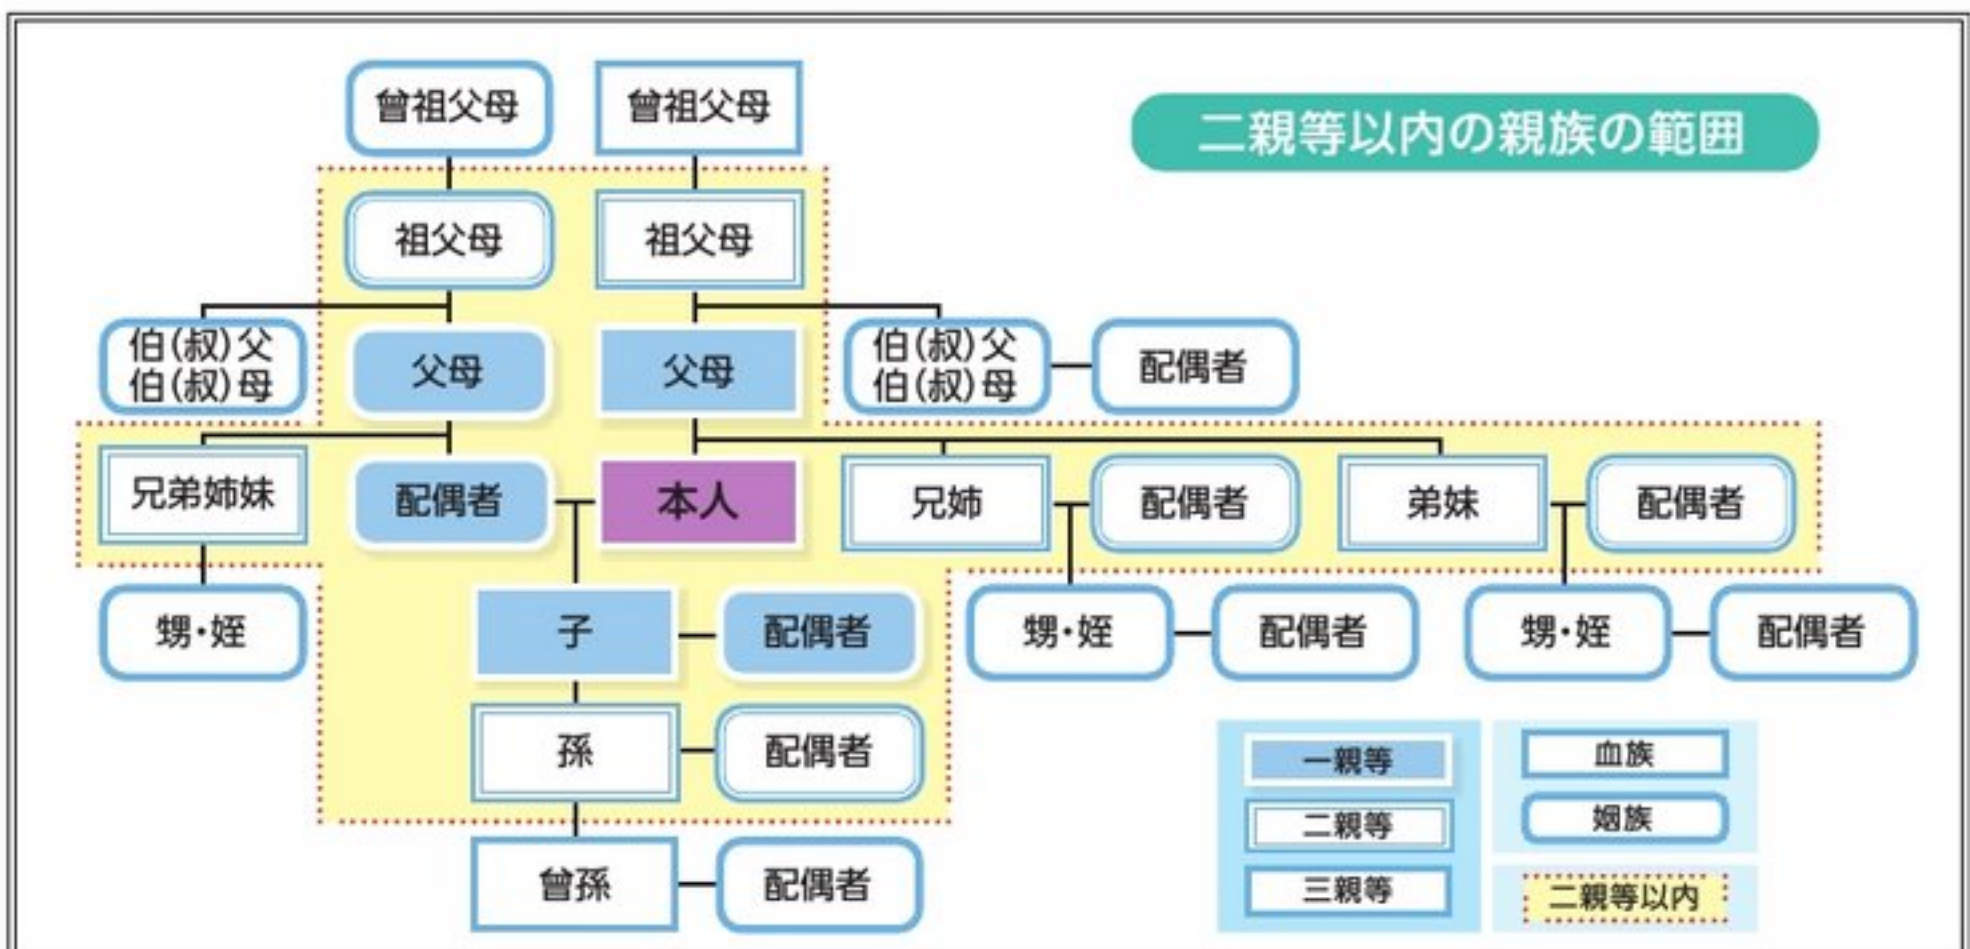 曾祖父母
曾祖父母
二親等以内の親族の範囲
祖父母
祖父母
伯(叔)父
伯(叔)母
父母
父母
伯(叔)父
伯(叔)母
配偶者
兄弟姉妹
配偶者
本人
兄姉
配偶者
弟妹
配偶者
甥・姪
子
配偶者
甥・姪
配偶者
甥・姪
配偶者
孫
配偶者
曾孫
配偶者
一親等
二親等
三親等
血族
姻族
二親等以内